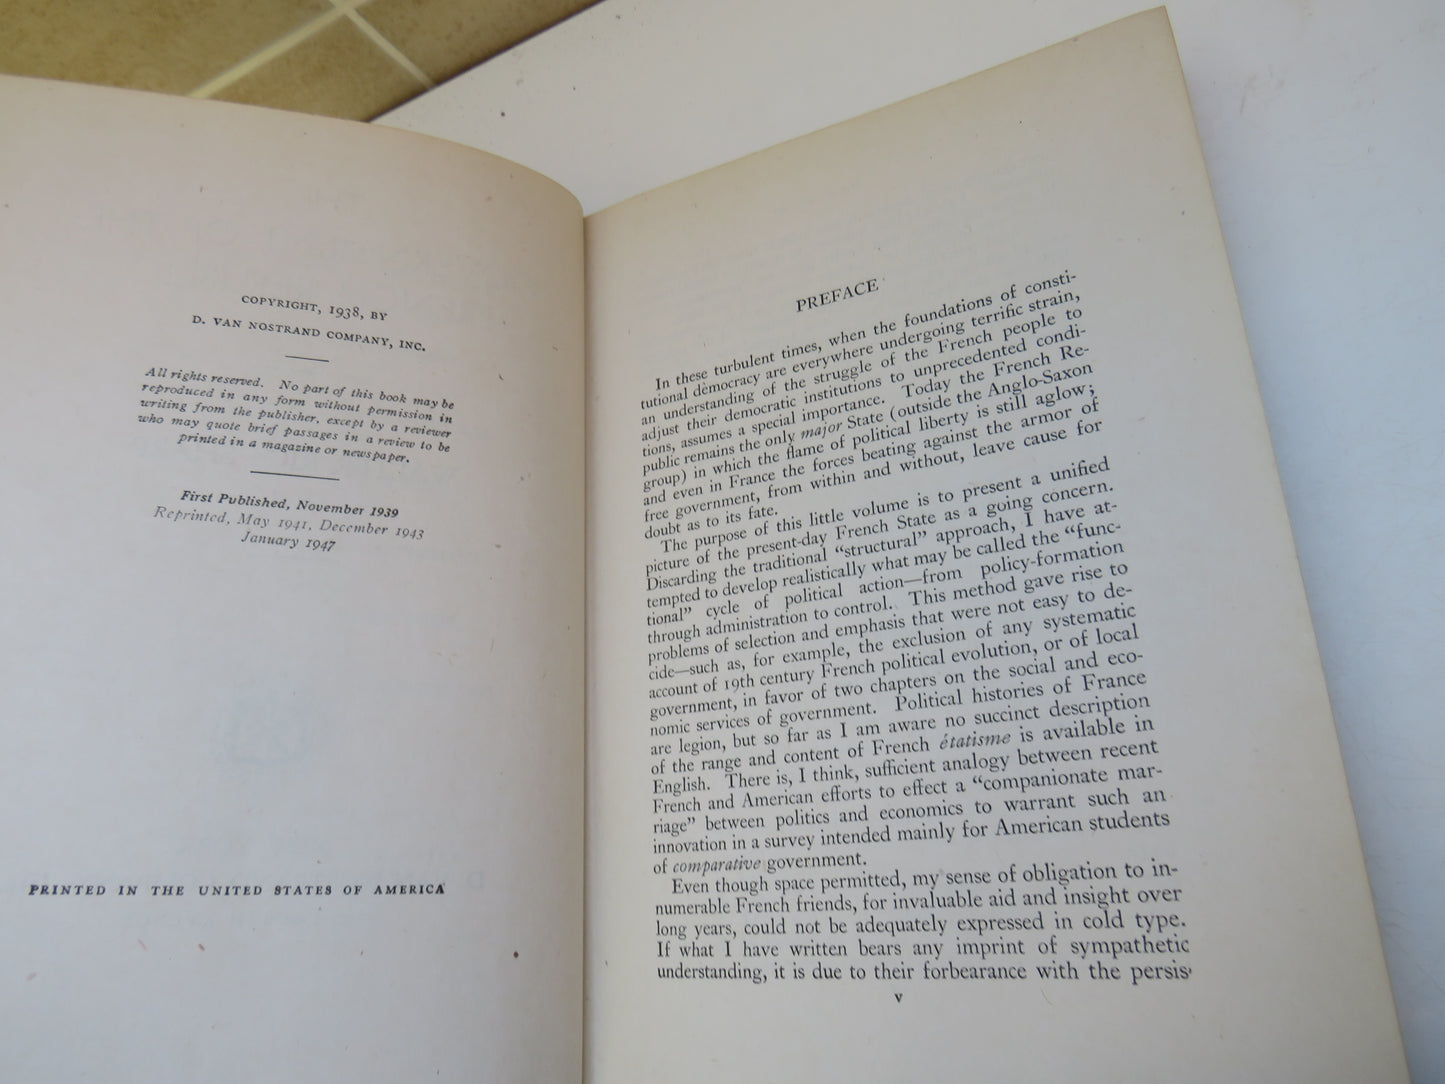 COPYRIGHT, 1938, BY
D. VAN NOSTRAND COMPANY, INC.
All rights reserved. No part of this book may be
reproduced in any form without permission in
writing from the publisher, except by a reviewer
who may quote brief passages in a review to be
printed in a magazine or newspaper.
First Published, November 1939
Reprinted, May 1941, December 1943
January 1947
PRINTED IN THE UNITED STATES OF AMERICA
PREFACE
In these turbulent times, when the foundations of consti-
tutional democracy are everywhere undergoing terrific strain,
an understanding of the struggle of the French people to
adjust their democratic institutions to unprecedented condi-
tions, assumes a special importance. Today the French Re-
public remains the only major State (outside the Anglo-Saxon
group) in which the flame of political liberty is still aglow;
and even in France the forces beating against the armor of
free government, from within and without, leave cause for
doubt as to its fate.
The purpose of this little volume is to present a unified
picture of the present-day French State as a going concern.
Discarding the traditional "structural" approach, I have at-
tempted to develop realistically what may be called the "func-
tional" cycle of political action—from policy-formation
through administration to control. This method gave rise to
problems of selection and emphasis that were not easy to de-
cide—such as, for example, the exclusion of any systematic
account of 19th century French political evolution, or of local
government, in favor of two chapters on the social and eco-
nomic services of government. Political histories of France
are legion, but so far as I am aware no succinct description
of the range and content of French étatisme is available in
English. There is, I think, sufficient analogy between recent
French and American efforts to effect a "companionate mar-
riage" between politics and economics to warrant such an
innovation in a survey intended mainly for American students
of comparative government.
Even though space permitted, my sense of obligation to in-
numerable French friends, for invaluable aid and insight over
long years, could not be adequately expressed in cold type.
If what I have written bears any imprint of sympathetic
understanding, it is due to their forbearance with the persis-
v